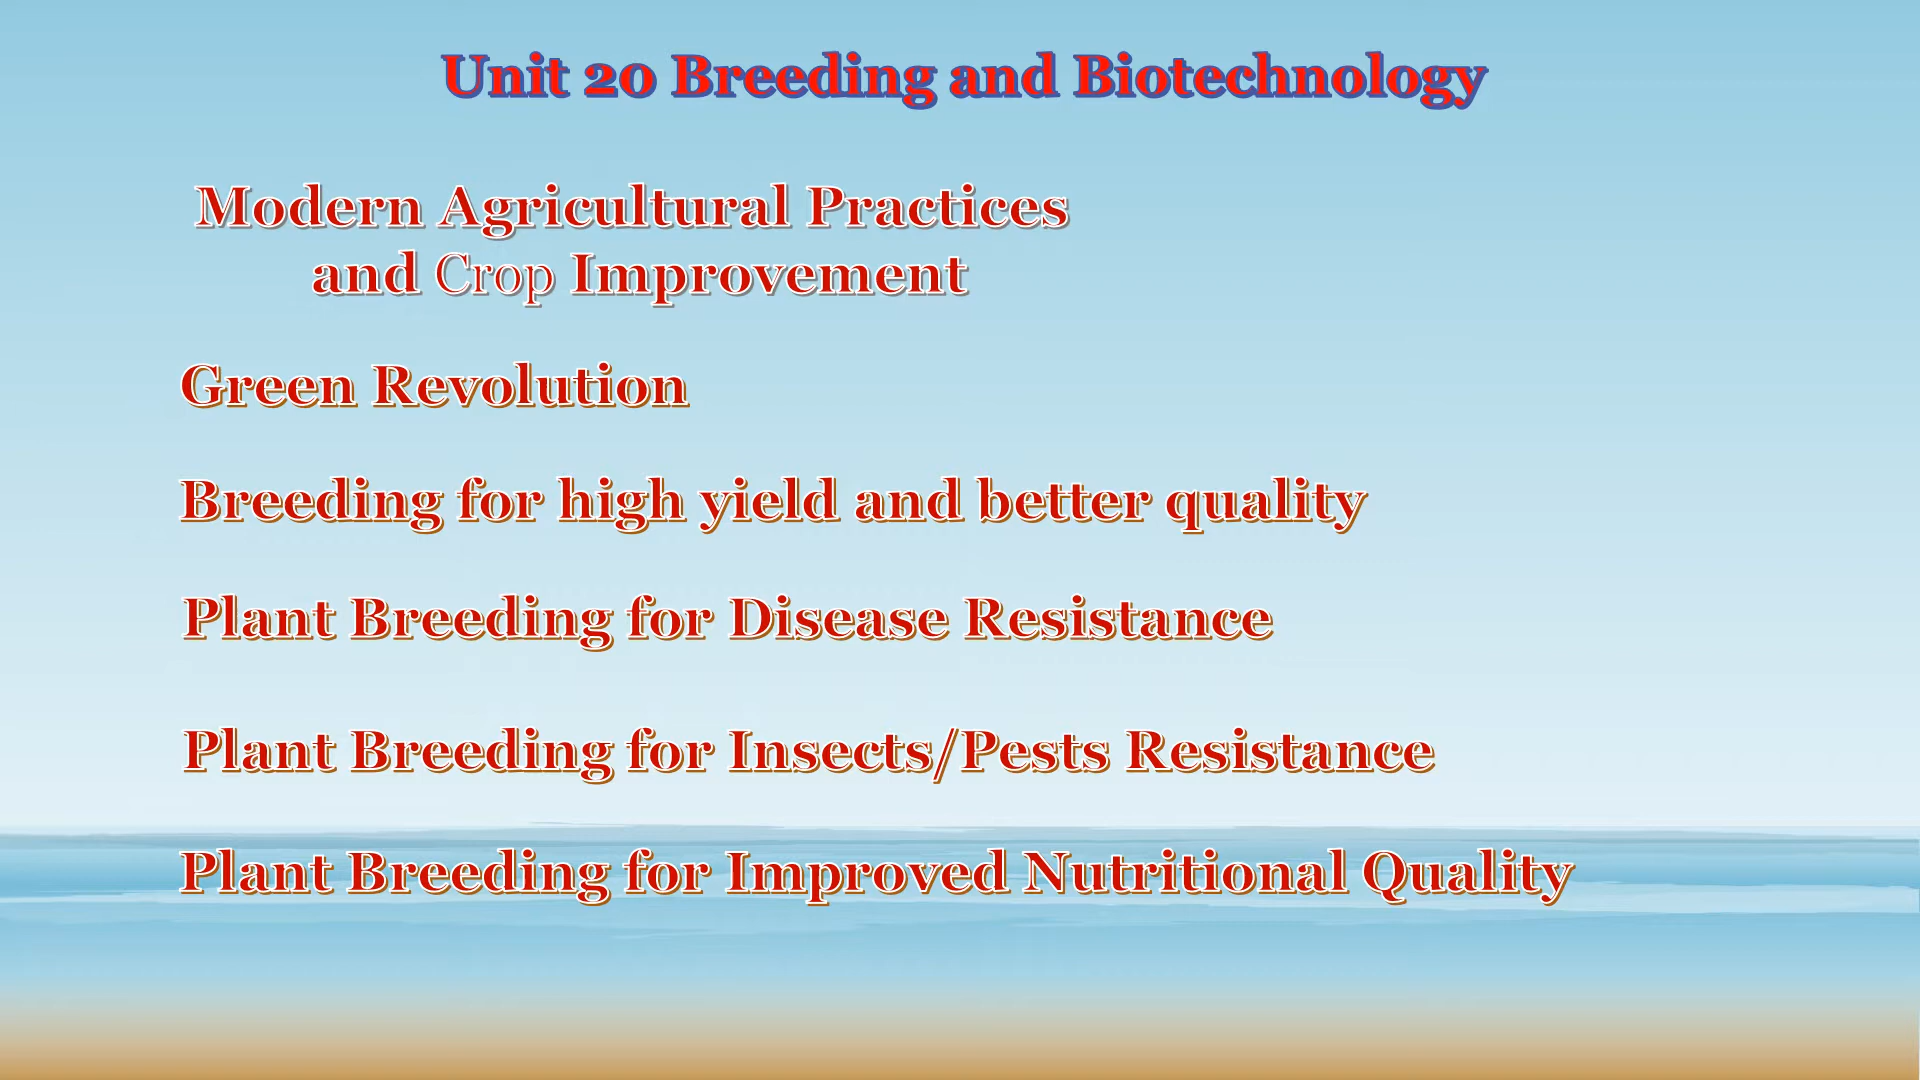 Unit 20 Breeding and Biotechnology
Modern Agricultural Practices
and Crop Improvement
Green Revolution
Breeding for high yield and better quality
Plant Breeding for Disease Resistance
Plant Breeding for Insects/Pests Resistance
Plant Breeding for Improved Nutritional Quality